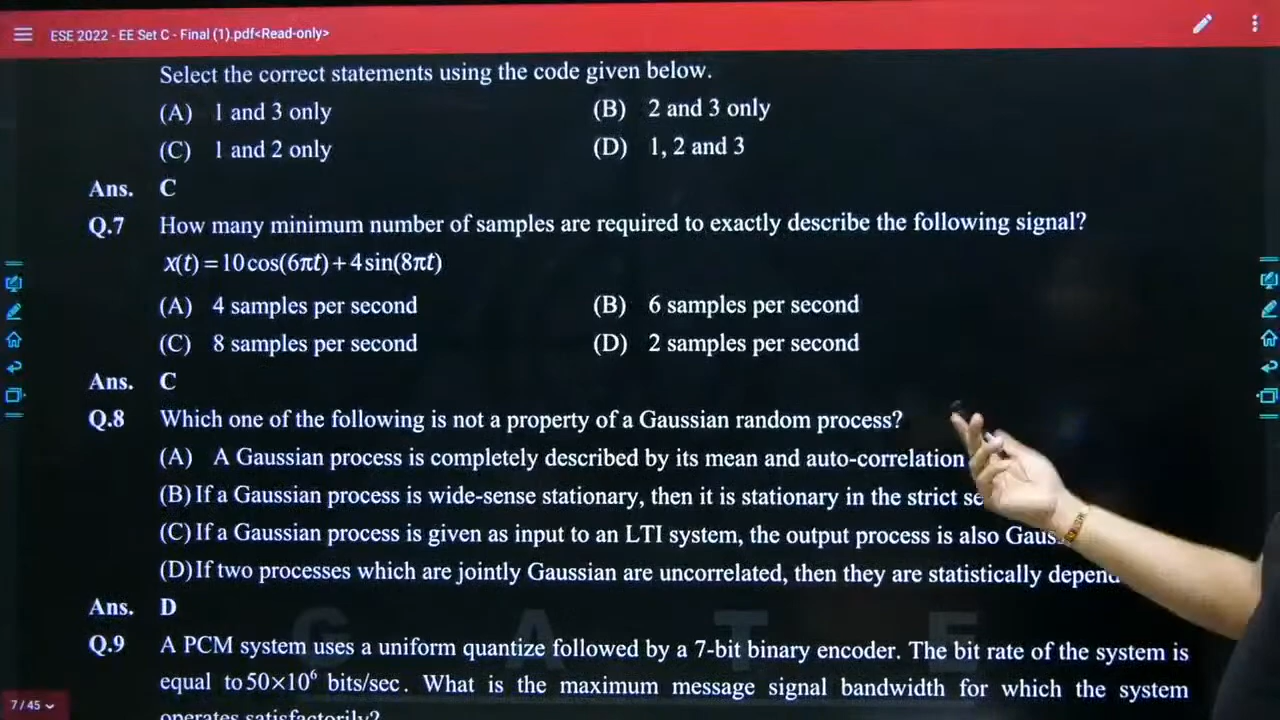 ESE 2022 - EE Set C - Final (1).pdf<Read-only>
Select the correct statements using the code given below.
(A) 1 and 3 only (B) 2 and 3 only
(C) 1 and 2 only (D) 1, 2 and 3
Ans. C
Q.7 How many minimum number of samples are required to exactly describe the following signal?
x(t) = 10 cos(6πt) + 4 sin(8πt)
(A) 4 samples per second (B) 6 samples per second
(C) 8 samples per second (D) 2 samples per second
Ans. C
Q.8 Which one of the following is not a property of a Gaussian random process?
(A) A Gaussian process is completely described by its mean and auto-correlation
(B) If a Gaussian process is wide-sense stationary, then it is stationary in the strict
(C) If a Gaussian process is given as input to an LTI system, the output process is also
(D) If two processes which are jointly Gaussian are uncorrelated, then they are statistically
Ans. D
G A T E
Q.9 A PCM system uses a uniform quantize followed by a 7-bit binary encoder. The bit rate of the system is
equal to 50×10⁶ bits/sec. What is the maximum message signal bandwidth for which the system
operates satisfactorily?
7 / 45